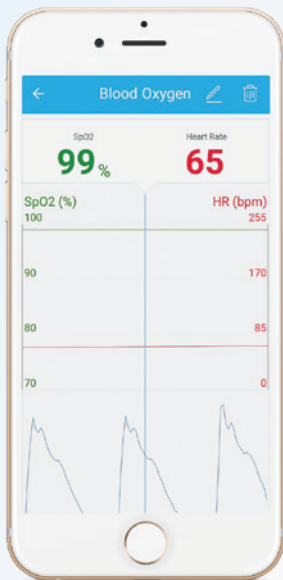 Blood Oxygen
SpO2 Heart Rate
99% 65
SpO2 (%) HR (bpm)
100 255
90 170
80 85
70 0